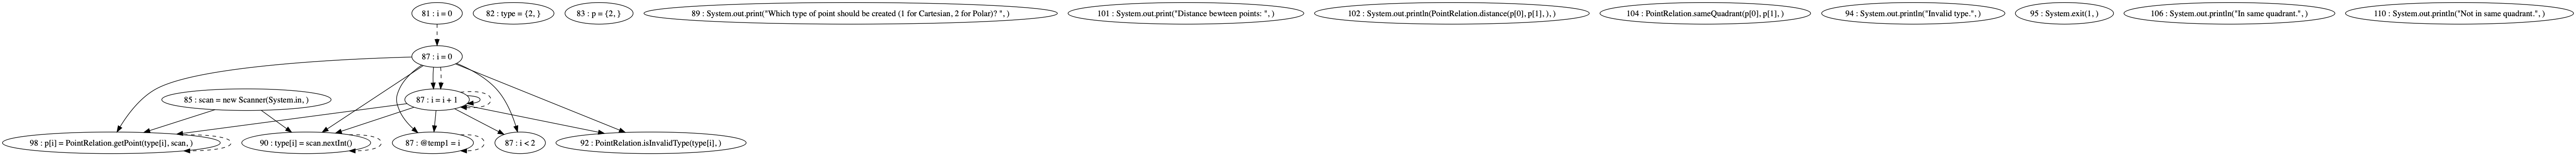 81 : i = 0
82 : type = {2, }
83 : p = {2, }
89 : System.out.print("Which type of point should be created (1 for Cartesian, 2 for Polar)? ", )
101 : System.out.print("Distance bewteen points: ", )
102 : System.out.println(PointRelation.distance(p[0], p[1], ), )
104 : PointRelation.sameQuadrant(p[0], p[1], )
94 : System.out.println("Invalid type.", )
95 : System.exit(1, )
106 : System.out.println("In same quadrant.", )
110 : System.out.println("Not in same quadrant.", )
87 : i = 0
85 : scan = new Scanner(System.in, )
87 : i = i + 1
98 : p[i] = PointRelation.getPoint(type[i], scan, )
90 : type[i] = scan.nextInt()
87 : @temp1 = i
87 : i < 2
92 : PointRelation.isInvalidType(type[i], )